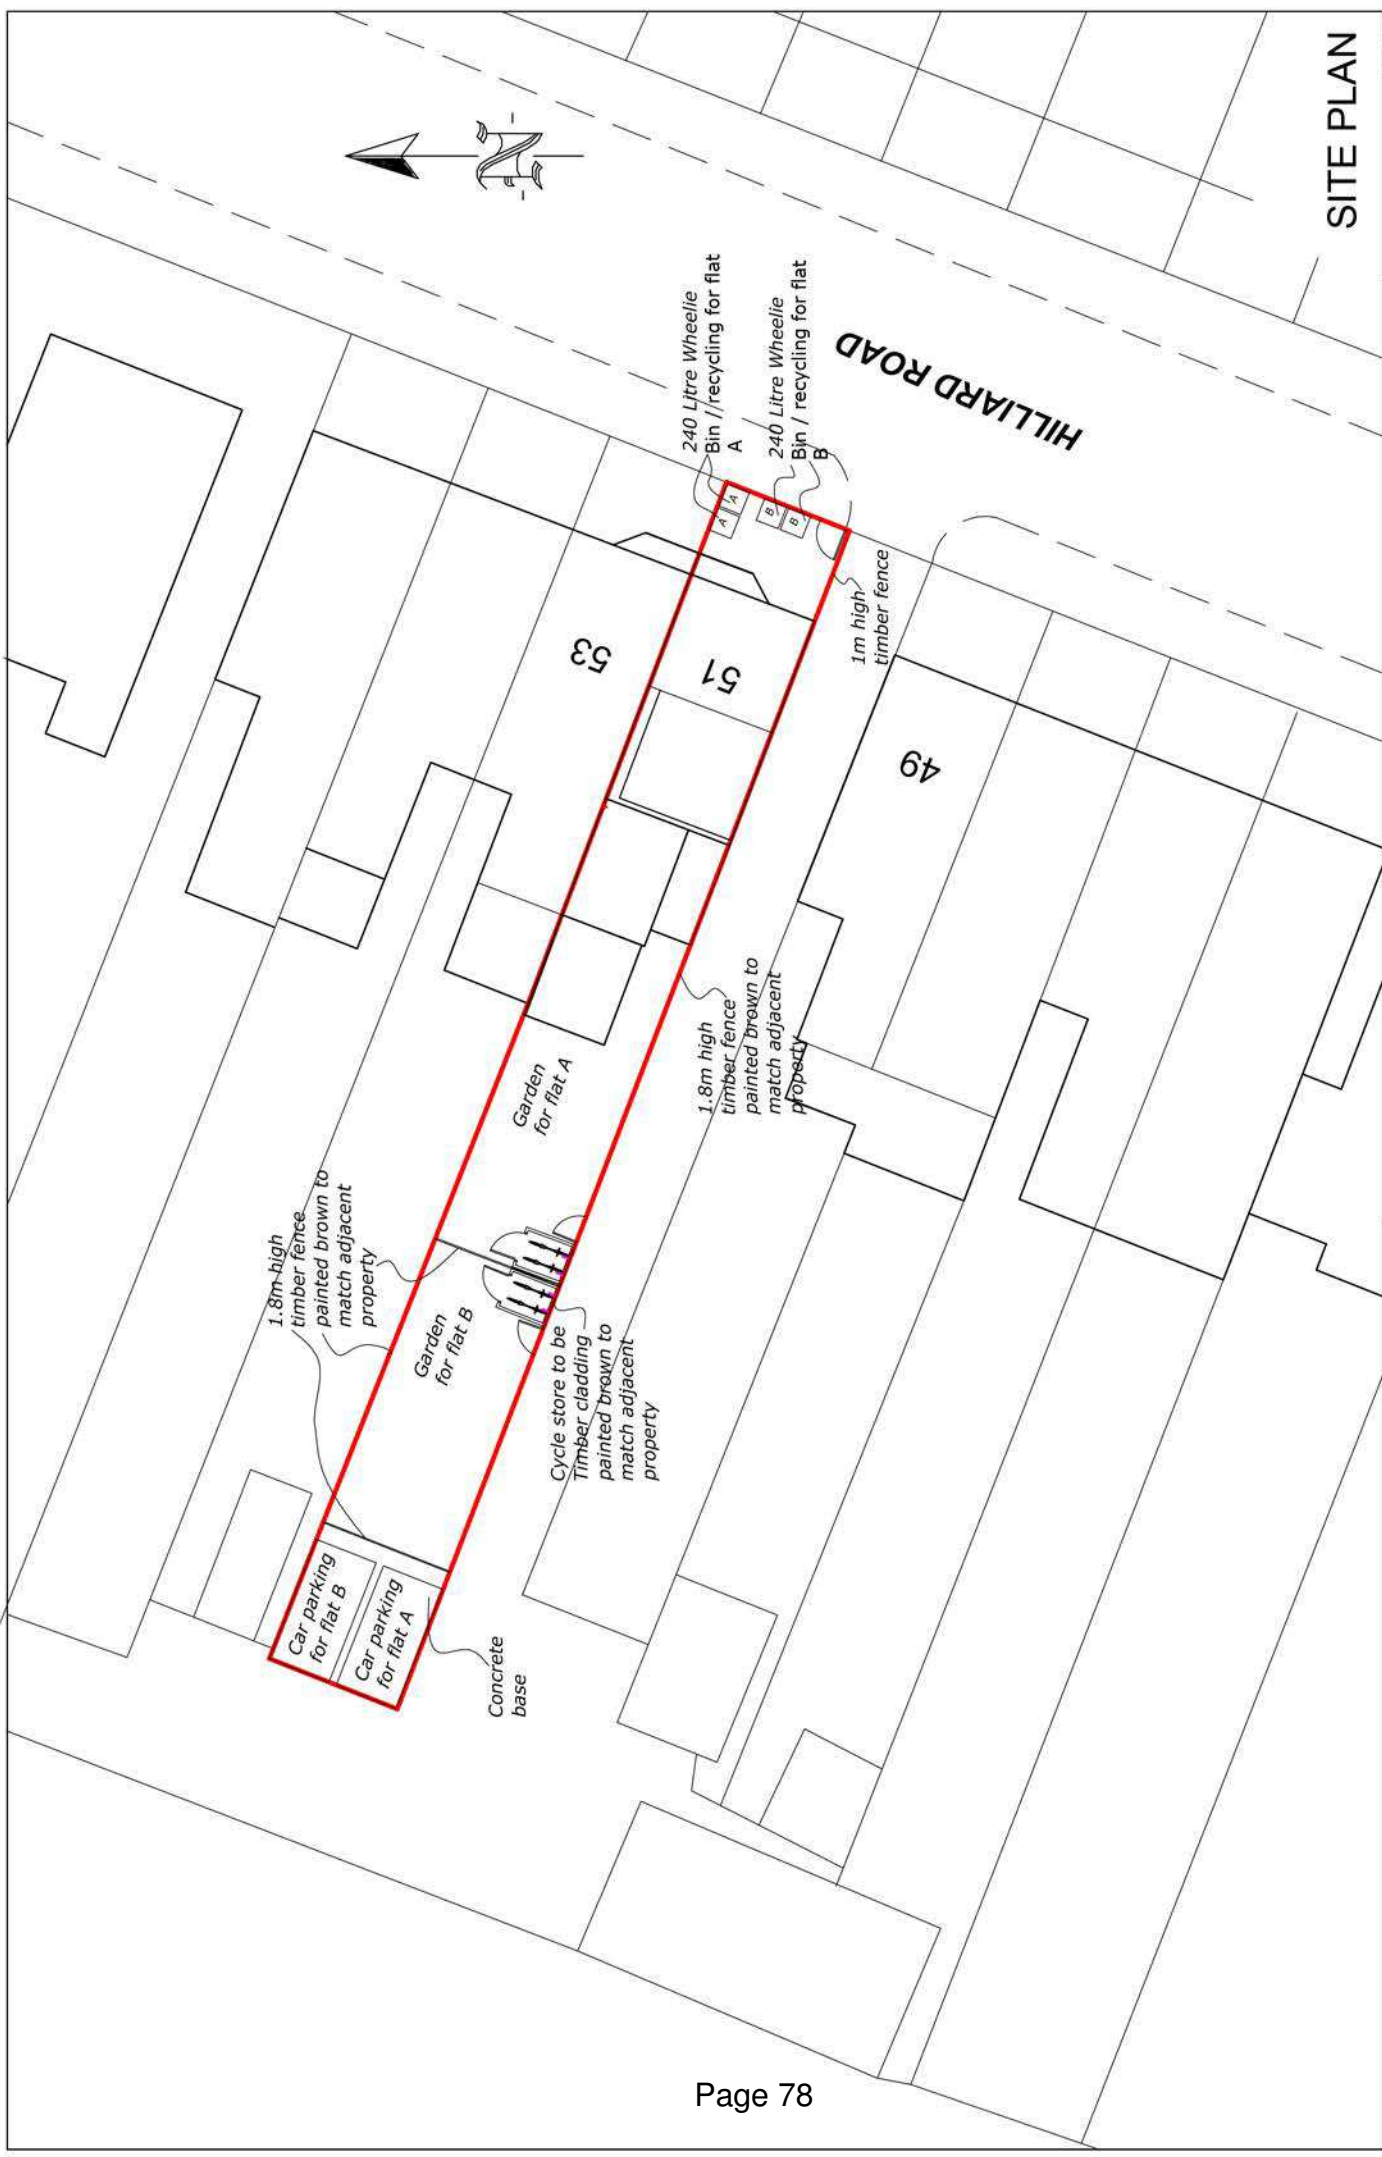 SITE PLAN
N
HILLIARD ROAD
240 Litre Wheelie
Bin / recycling for flat
A
240 Litre Wheelie
Bin / recycling for flat
B
A
A
B
B
1m high
timber fence
53
51
49
1.8m high
timber fence
painted brown to
match adjacent
property
Garden
for flat A
1.8m high
timber fence
painted brown to
match adjacent
property
Garden
for flat B
Cycle store to be
Timber cladding
painted brown to
match adjacent
property
Car parking
for flat B
Car parking
for flat A
Concrete
base
Page 78